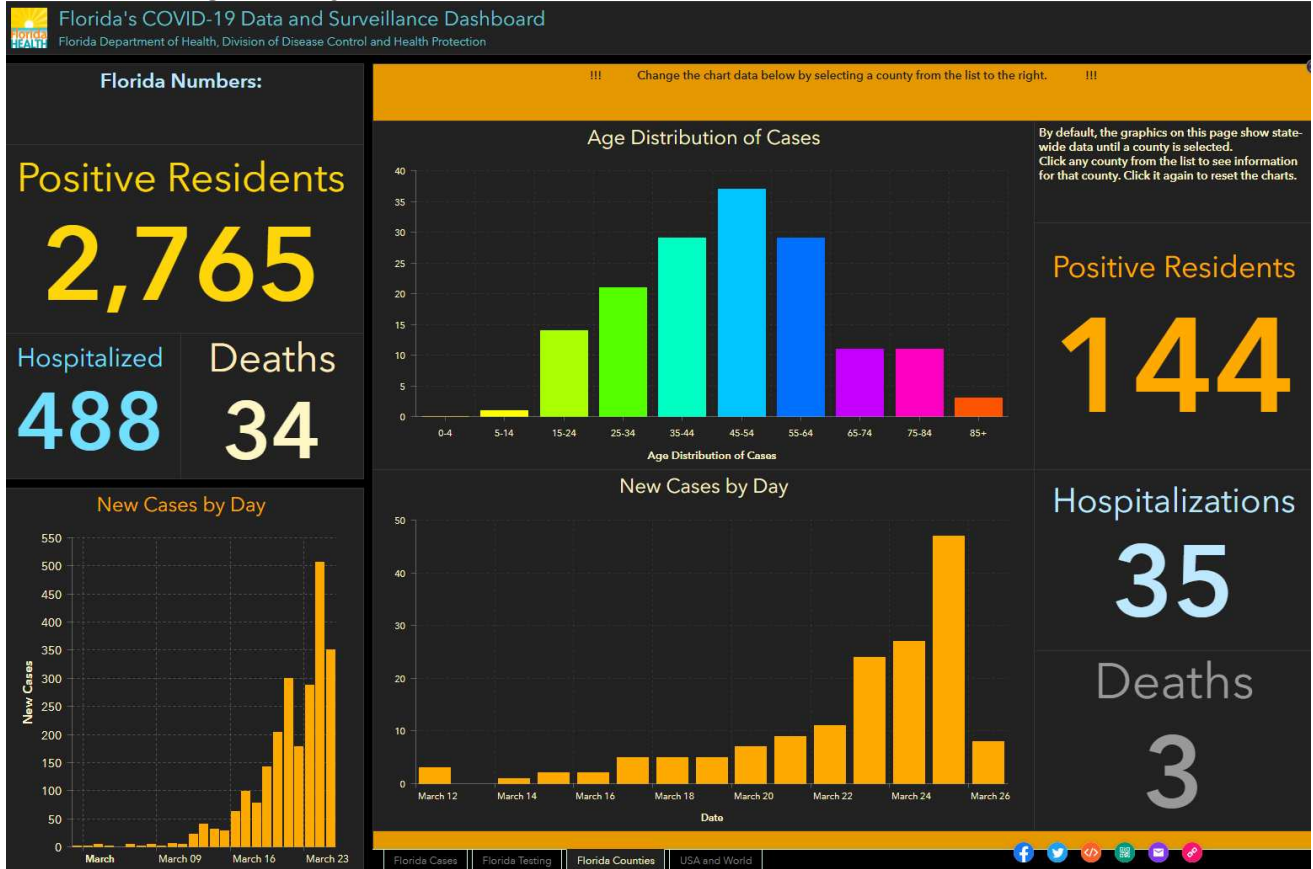 Florida HEALTH
Florida's COVID-19 Data and Surveillance Dashboard
Florida Department of Health, Division of Disease Control and Health Protection
Florida Numbers:
Positive Residents
2,765
Hospitalized
488
Deaths
34
New Cases by Day
550
500
450
400
350
300
250
200
150
100
50
0
New Cases
March March 09 March 16 March 23
!!! Change the chart data below by selecting a county from the list to the right. !!!
Age Distribution of Cases
40
35
30
25
20
15
10
5
0
0-4 5-14 15-24 25-34 35-44 45-54 55-64 65-74 75-84 85+
Age Distribution of Cases
New Cases by Day
50
40
30
20
10
0
March 12 March 14 March 16 March 18 March 20 March 22 March 24 March 26
Date
By default, the graphics on this page show state-
wide data until a county is selected.
Click any county from the list to see information
for that county. Click it again to reset the charts.
Positive Residents
144
Hospitalizations
35
Deaths
3
Florida Cases Florida Testing Florida Counties USA and World